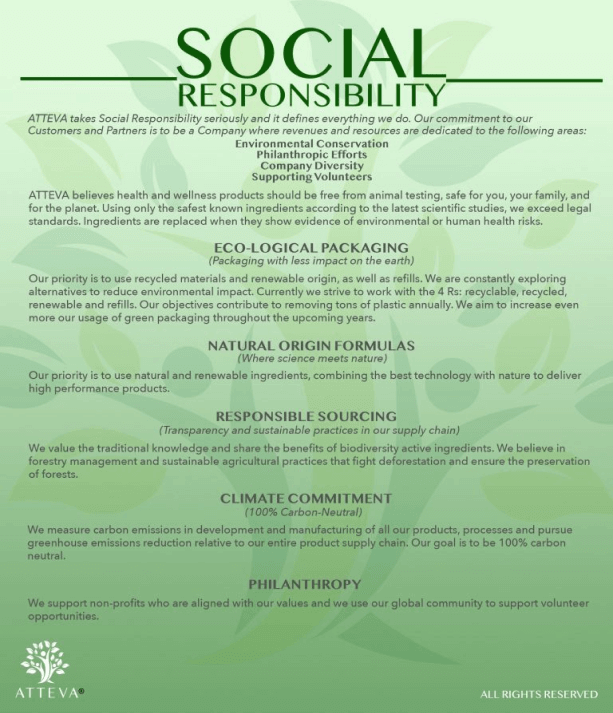 SOCIAL
RESPONSIBILITY
ATTEVA takes Social Responsibility seriously and it defines everything we do. Our commitment to our
Customers and Partners is to be a Company where revenues and resources are dedicated to the following areas:
Environmental Conservation
Philanthropic Efforts
Company Diversity
Supporting Volunteers
ATTEVA believes health and wellness products should be free from animal testing, safe for you, your family, and
for the planet. Using only the safest known ingredients according to the latest scientific studies, we exceed legal
standards. Ingredients are replaced when they show evidence of environmental or human health risks.
ECO-LOGICAL PACKAGING
(Packaging with less impact on the earth)
Our priority is to use recycled materials and renewable origin, as well as refills. We are constantly exploring
alternatives to reduce environmental impact. Currently we strive to work with the 4 Rs: recyclable, recycled,
renewable and refills. Our objectives contribute to removing tons of plastic annually. We aim to increase even
more our usage of green packaging throughout the upcoming years.
NATURAL ORIGIN FORMULAS
(Where science meets nature)
Our priority is to use natural and renewable ingredients, combining the best technology with nature to deliver
high performance products.
RESPONSIBLE SOURCING
(Transparency and sustainable practices in our supply chain)
We value the traditional knowledge and share the benefits of biodiversity active ingredients. We believe in
forestry management and sustainable agricultural practices that fight deforestation and ensure the preservation
of forests.
CLIMATE COMMITMENT
(100% Carbon-Neutral)
We measure carbon emissions in development and manufacturing of all our products, processes and pursue
greenhouse emissions reduction relative to our entire product supply chain. Our goal is to be 100% carbon
neutral.
PHILANTHROPY
We support non-profits who are aligned with our values and we use our global community to support volunteer
opportunities.
ATTEVA®
ALL RIGHTS RESERVED